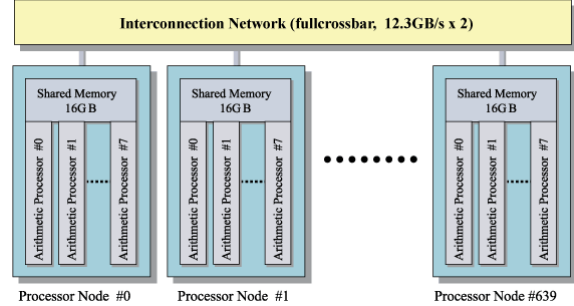 Interconnection Network (fullcrossbar, 12.3GB/s x 2)
Shared Memory
16GB
Arithmetic Processor #0
Arithmetic Processor #1
Arithmetic Processor #7
Shared Memory
16GB
Arithmetic Processor #0
Arithmetic Processor #1
Arithmetic Processor #7
Shared Memory
16GB
Arithmetic Processor #0
Arithmetic Processor #1
Arithmetic Processor #7
Processor Node #0
Processor Node #1
Processor Node #639